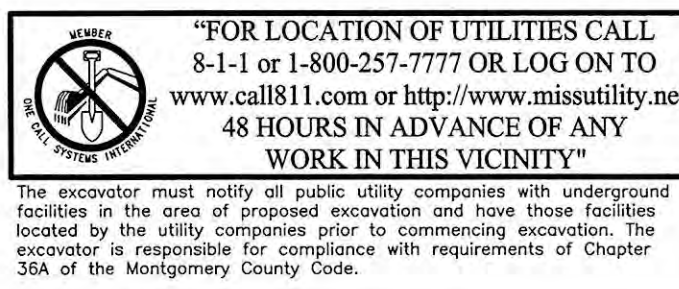 MEMBER
ONE CALL SYSTEMS INTERNATIONAL
"FOR LOCATION OF UTILITIES CALL
8-1-1 or 1-800-257-7777 OR LOG ON TO
www.call811.com or http://www.missutility.ne
48 HOURS IN ADVANCE OF ANY
WORK IN THIS VICINITY"
The excavator must notify all public utility companies with underground
facilities in the area of proposed excavation and have those facilities
located by the utility companies prior to commencing excavation. The
excavator is responsible for compliance with requirements of Chapter
36A of the Montgomery County Code.